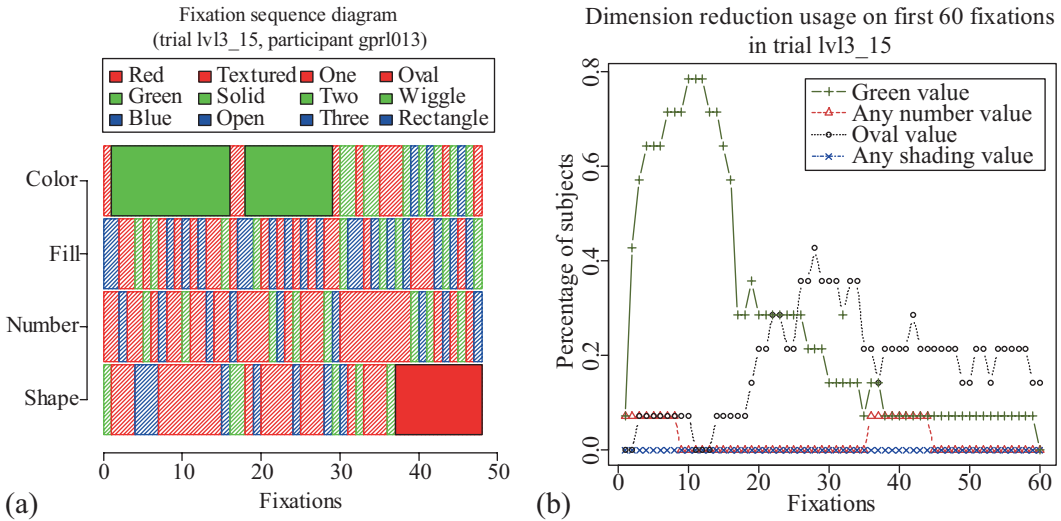 Fixation sequence diagram
(trial lvl3_15, participant gprl013)
Red Textured One Oval
Green Solid Two Wiggle
Blue Open Three Rectangle
Color
Fill
Number
Shape
0 10 20 30 40 50
Fixations
(a)
Dimension reduction usage on first 60 fixations
in trial lvl3_15
Green value
Any number value
Oval value
Any shading value
Percentage of subjects
0.8
0.6
0.4
0.2
0.0
0 10 20 30 40 50 60
Fixations
(b)